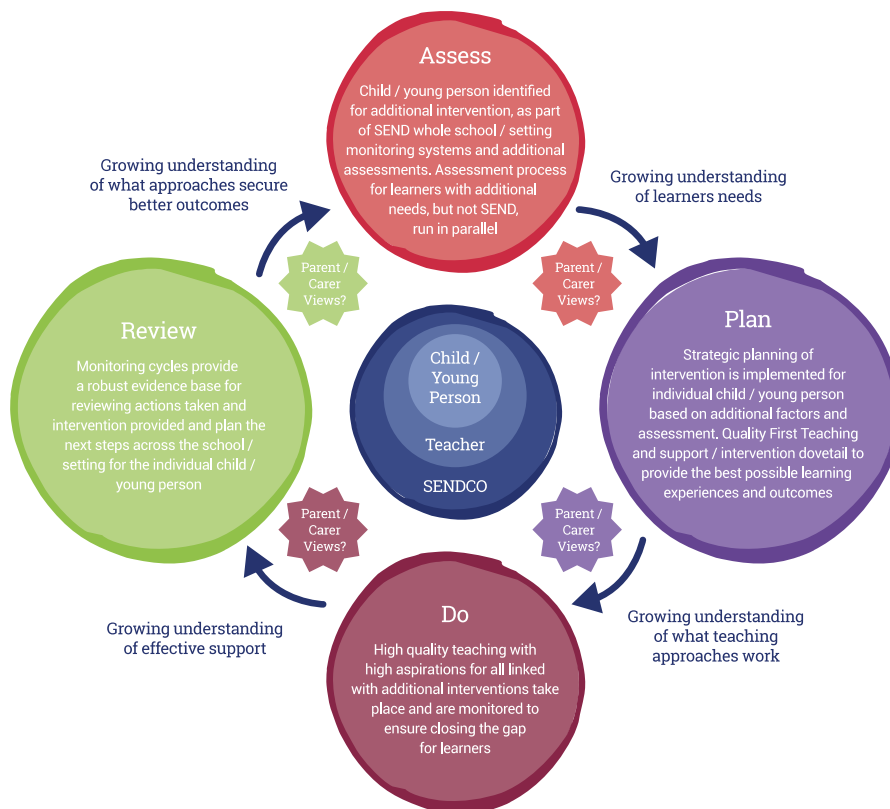 Assess
Child / young person identified
for additional intervention, as part
of SEND whole school / setting
monitoring systems and additional
assessments. Assessment process
for learners with additional
needs, but not SEND,
run in parallel
Growing understanding
of learners needs
Parent /
Carer
Views?
Plan
Strategic planning of
intervention is implemented for
individual child / young person
based on additional factors and
assessment. Quality First Teaching
and support / intervention dovetail to
provide the best possible learning
experiences and outcomes
Growing understanding
of what teaching
approaches work
Parent /
Carer
Views?
Do
High quality teaching with
high aspirations for all linked
with additional interventions take
place and are monitored to
ensure closing the gap
for learners
Growing understanding
of effective support
Parent /
Carer
Views?
Review
Monitoring cycles provide
a robust evidence base for
reviewing actions taken and
intervention provided and plan the
next steps across the school /
setting for the individual child /
young person
Growing understanding
of what approaches secure
better outcomes
Parent /
Carer
Views?
Child /
Young
Person
Teacher
SENDCO